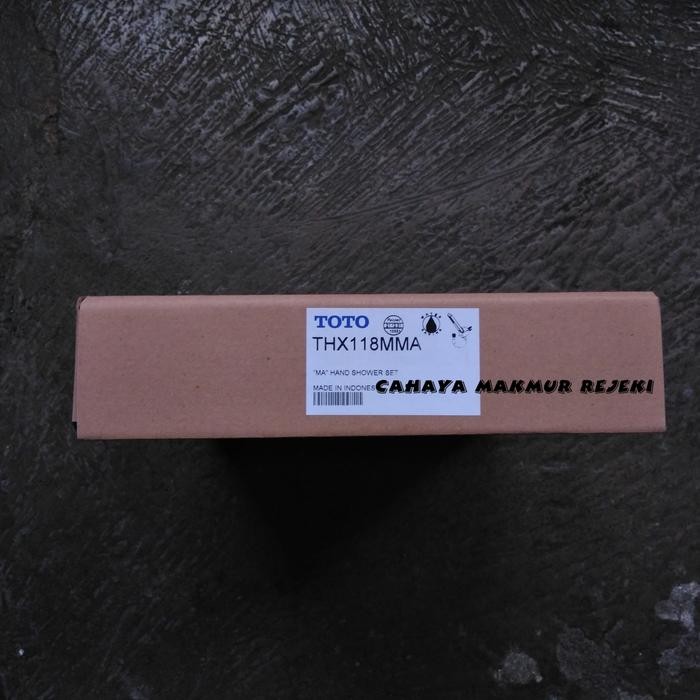 TOTO
THX118MMA
"MA" HAND SHOWER SET
MADE IN INDONES
CAHAYA MAKMUR REJEKI